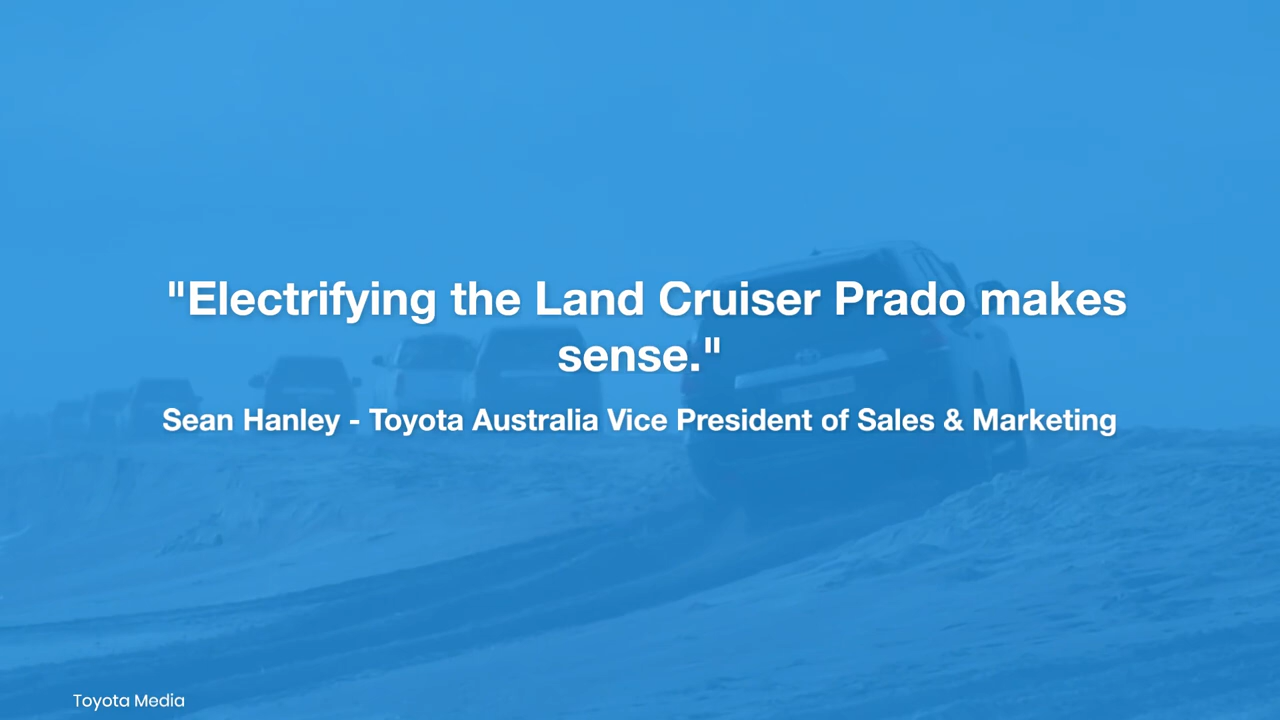 "Electrifying the Land Cruiser Prado makes
sense."
Sean Hanley - Toyota Australia Vice President of Sales & Marketing
Toyota Media